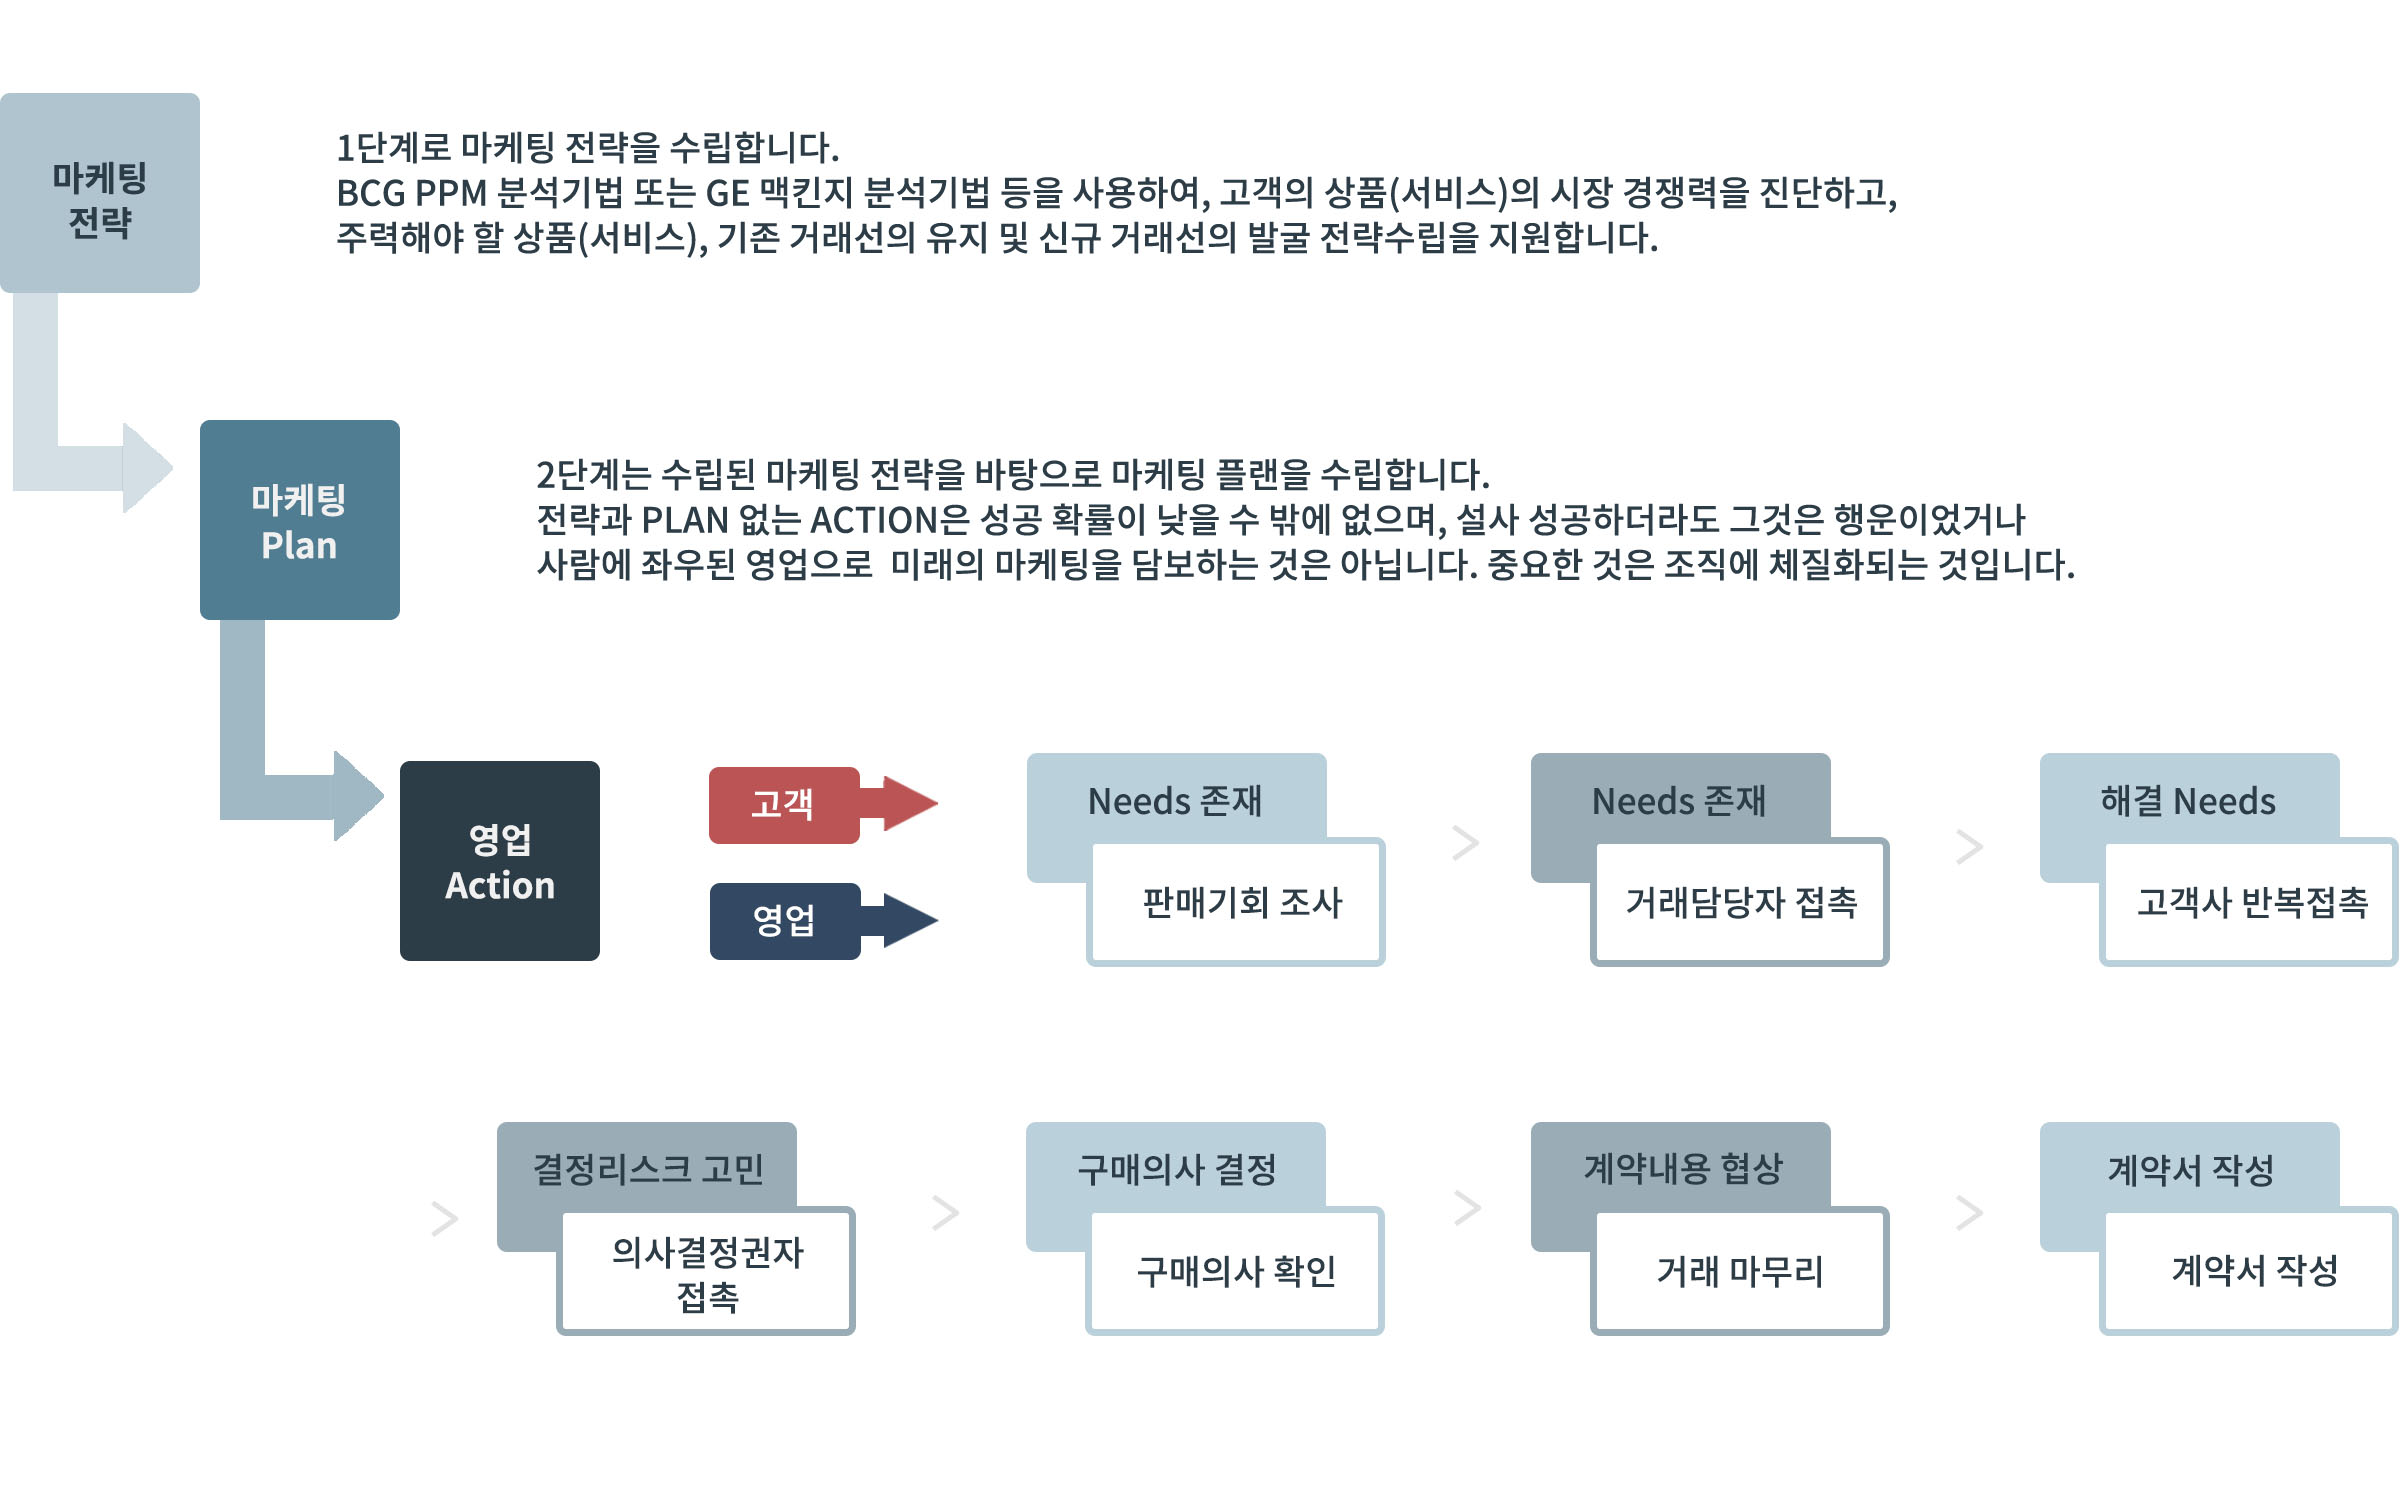 마케팅
전략
1단계로 마케팅 전략을 수립합니다.
BCG PPM 분석기법 또는 GE 맥킨지 분석기법 등을 사용하여, 고객의 상품(서비스)의 시장 경쟁력을 진단하고,
주력해야 할 상품(서비스), 기존 거래선의 유지 및 신규 거래선의 발굴 전략수립을 지원합니다.
마케팅
Plan
2단계는 수립된 마케팅 전략을 바탕으로 마케팅 플랜을 수립합니다.
전략과 PLAN 없는 ACTION은 성공 확률이 낮을 수 밖에 없으며, 설사 성공하더라도 그것은 행운이었거나
사람에 좌우된 영업으로 미래의 마케팅을 담보하는 것은 아닙니다. 중요한 것은 조직에 체질화되는 것입니다.
영업
Action
고객
영업
Needs 존재
판매기회 조사
Needs 존재
거래담당자 접촉
해결 Needs
고객사 반복접촉
결정리스크 고민
의사결정권자
접촉
구매의사 결정
구매의사 확인
계약내용 협상
거래 마무리
계약서 작성
계약서 작성